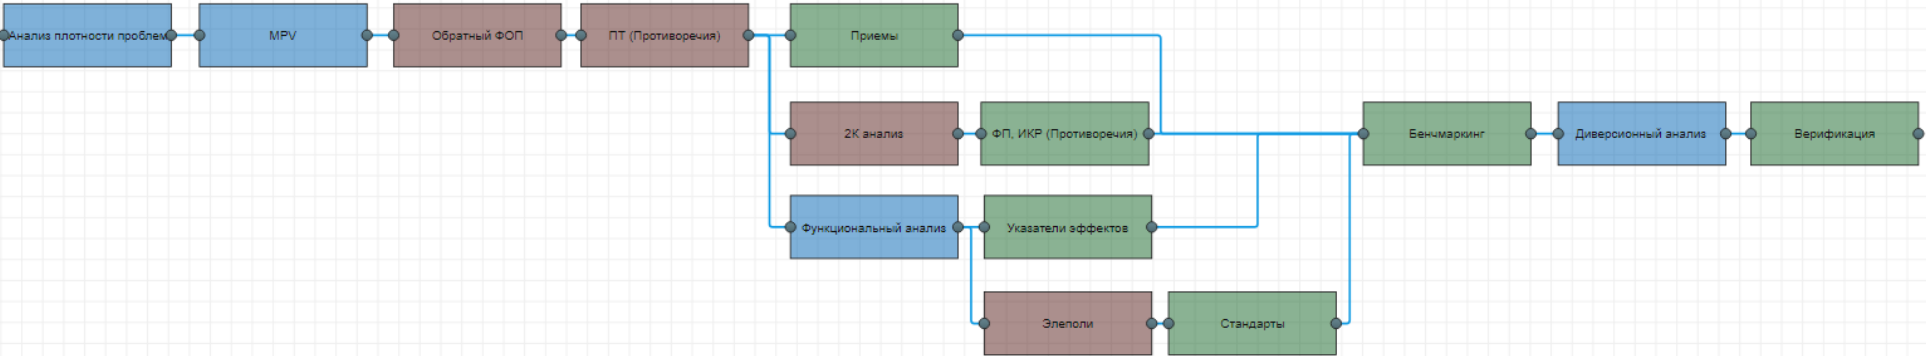 Анализ плотности проблем
MPV
Обратный ФОП
ПТ (Противоречия)
Приемы
2К анализ
ФП, ИКР (Противоречия)
Бенчмаркинг
Диверсионный анализ
Верификация
Функциональный анализ
Указатели эффектов
Элеполи
Стандарты